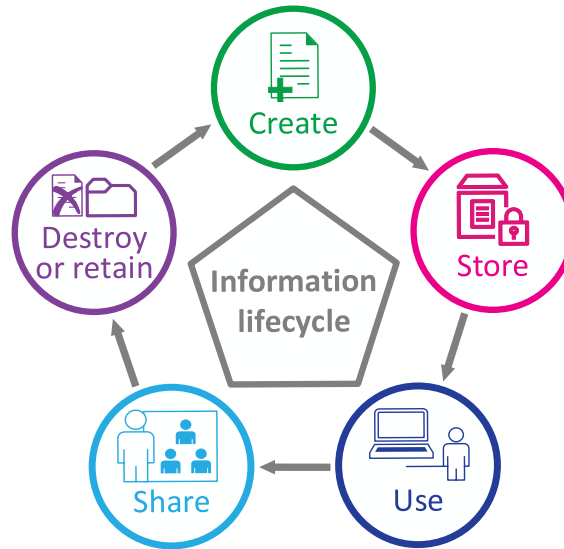 Create
Store
Use
Share
Destroy
or retain
Information
lifecycle